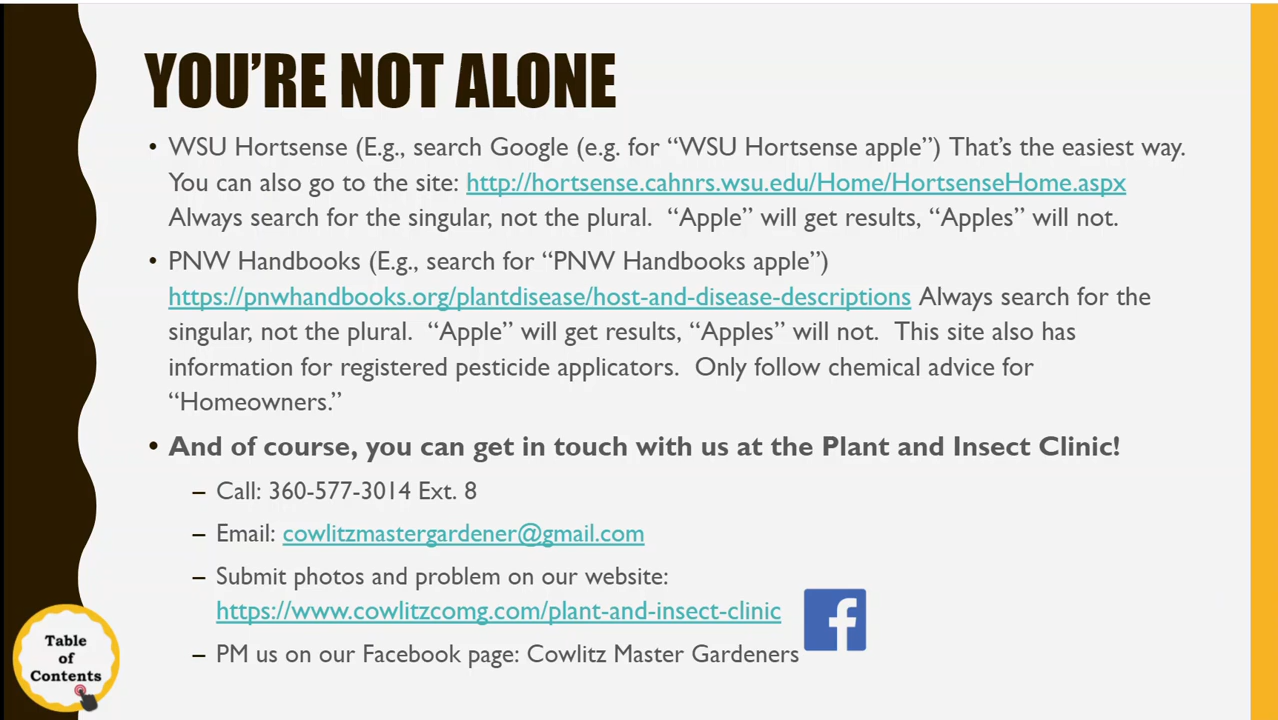 YOU’RE NOT ALONE
• WSU Hortsense (E.g., search Google (e.g. for “WSU Hortsense apple”) That’s the easiest way.
You can also go to the site: http://hortsense.cahnrs.wsu.edu/Home/HortsenseHome.aspx
Always search for the singular, not the plural. “Apple” will get results, “Apples” will not.
• PNW Handbooks (E.g., search for “PNW Handbooks apple”)
https://pnwhandbooks.org/plantdisease/host-and-disease-descriptions Always search for the
singular, not the plural. “Apple” will get results, “Apples” will not. This site also has
information for registered pesticide applicators. Only follow chemical advice for
“Homeowners.”
• And of course, you can get in touch with us at the Plant and Insect Clinic!
– Call: 360-577-3014 Ext. 8
– Email: cowlitzmastergardener@gmail.com
– Submit photos and problem on our website:
https://www.cowlitzcomg.com/plant-and-insect-clinic
– PM us on our Facebook page: Cowlitz Master Gardeners
f
Table
of
Contents